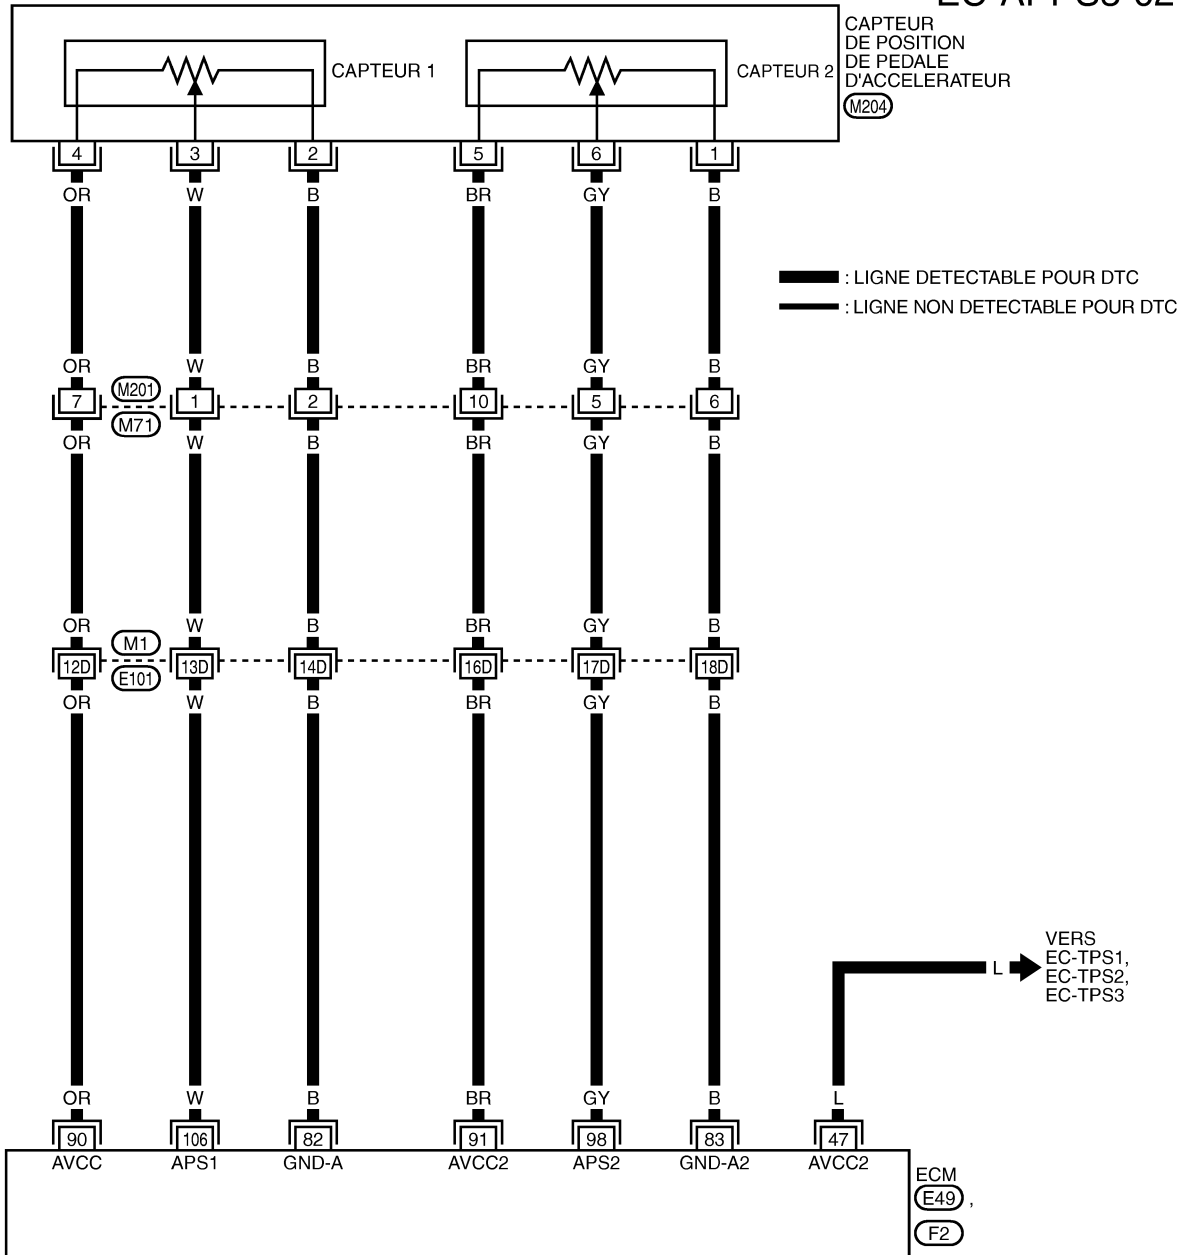 CAPTEUR
DE POSITION
DE PEDALE
D'ACCELERATEUR
M204
CAPTEUR 1
CAPTEUR 2
4 3 2 5 6 1
OR W B BR GY B
: LIGNE DETECTABLE POUR DTC
: LIGNE NON DETECTABLE POUR DTC
OR W B BR GY B
M201
7 1 2 10 5 6
M71
OR W B BR GY B
OR W B BR GY B
M1
12D 13D 14D 16D 17D 18D
E101
OR W B BR GY B
VERS
EC-TPS1,
EC-TPS2,
EC-TPS3
L
OR W B BR GY B L
90 106 82 91 98 83 47
AVCC APS1 GND-A AVCC2 APS2 GND-A2 AVCC2
ECM
E49 ,
F2